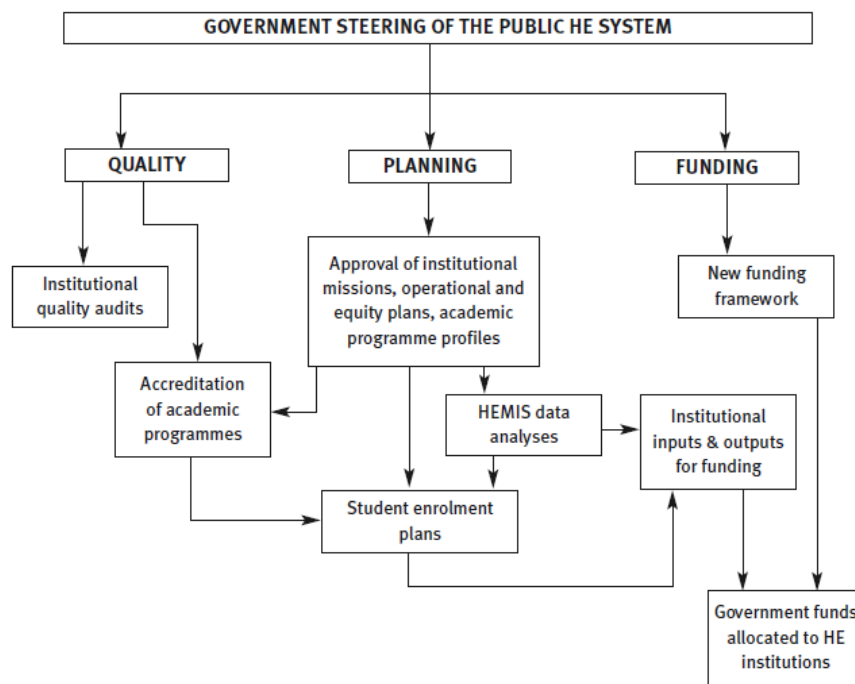 GOVERNMENT STEERING OF THE PUBLIC HE SYSTEM
QUALITY
PLANNING
FUNDING
Institutional
quality audits
Approval of institutional
missions, operational and
equity plans, academic
programme profiles
New funding
framework
Accreditation
of academic
programmes
HEMIS data
analyses
Institutional
inputs & outputs
for funding
Student enrolment
plans
Government funds
allocated to HE
institutions